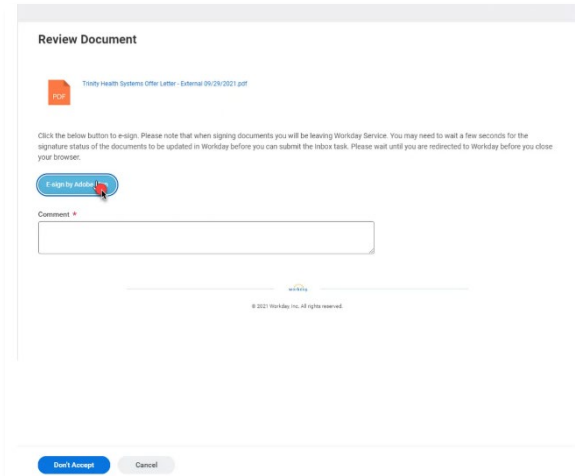 Review Document
PDF
Trinity Health Systems Offer Letter - External 09/29/2021.pdf
Click the below button to e-sign. Please note that when signing documents you will be leaving Workday Service. You may need to wait a few seconds for the
signature status of the documents to be updated in Workday before you can submit the Inbox task. Please wait until you are redirected to Workday before you close
your browser.
E-sign by Adobe
Comment *
workday
© 2021 Workday, Inc. All rights reserved.
Don't Accept Cancel